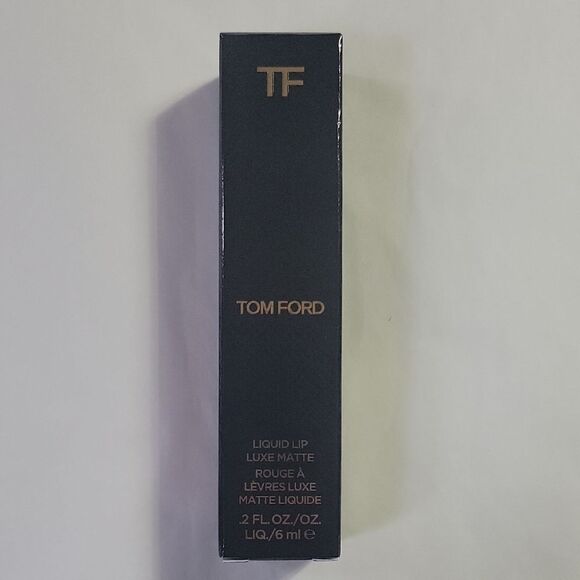 TF
TOM FORD
LIQUID LIP
LUXE MATTE
ROUGE À
LÈVRES LUXE
MATTE LIQUIDE
.2 FL.OZ./OZ.
LIQ./6 ml ℮